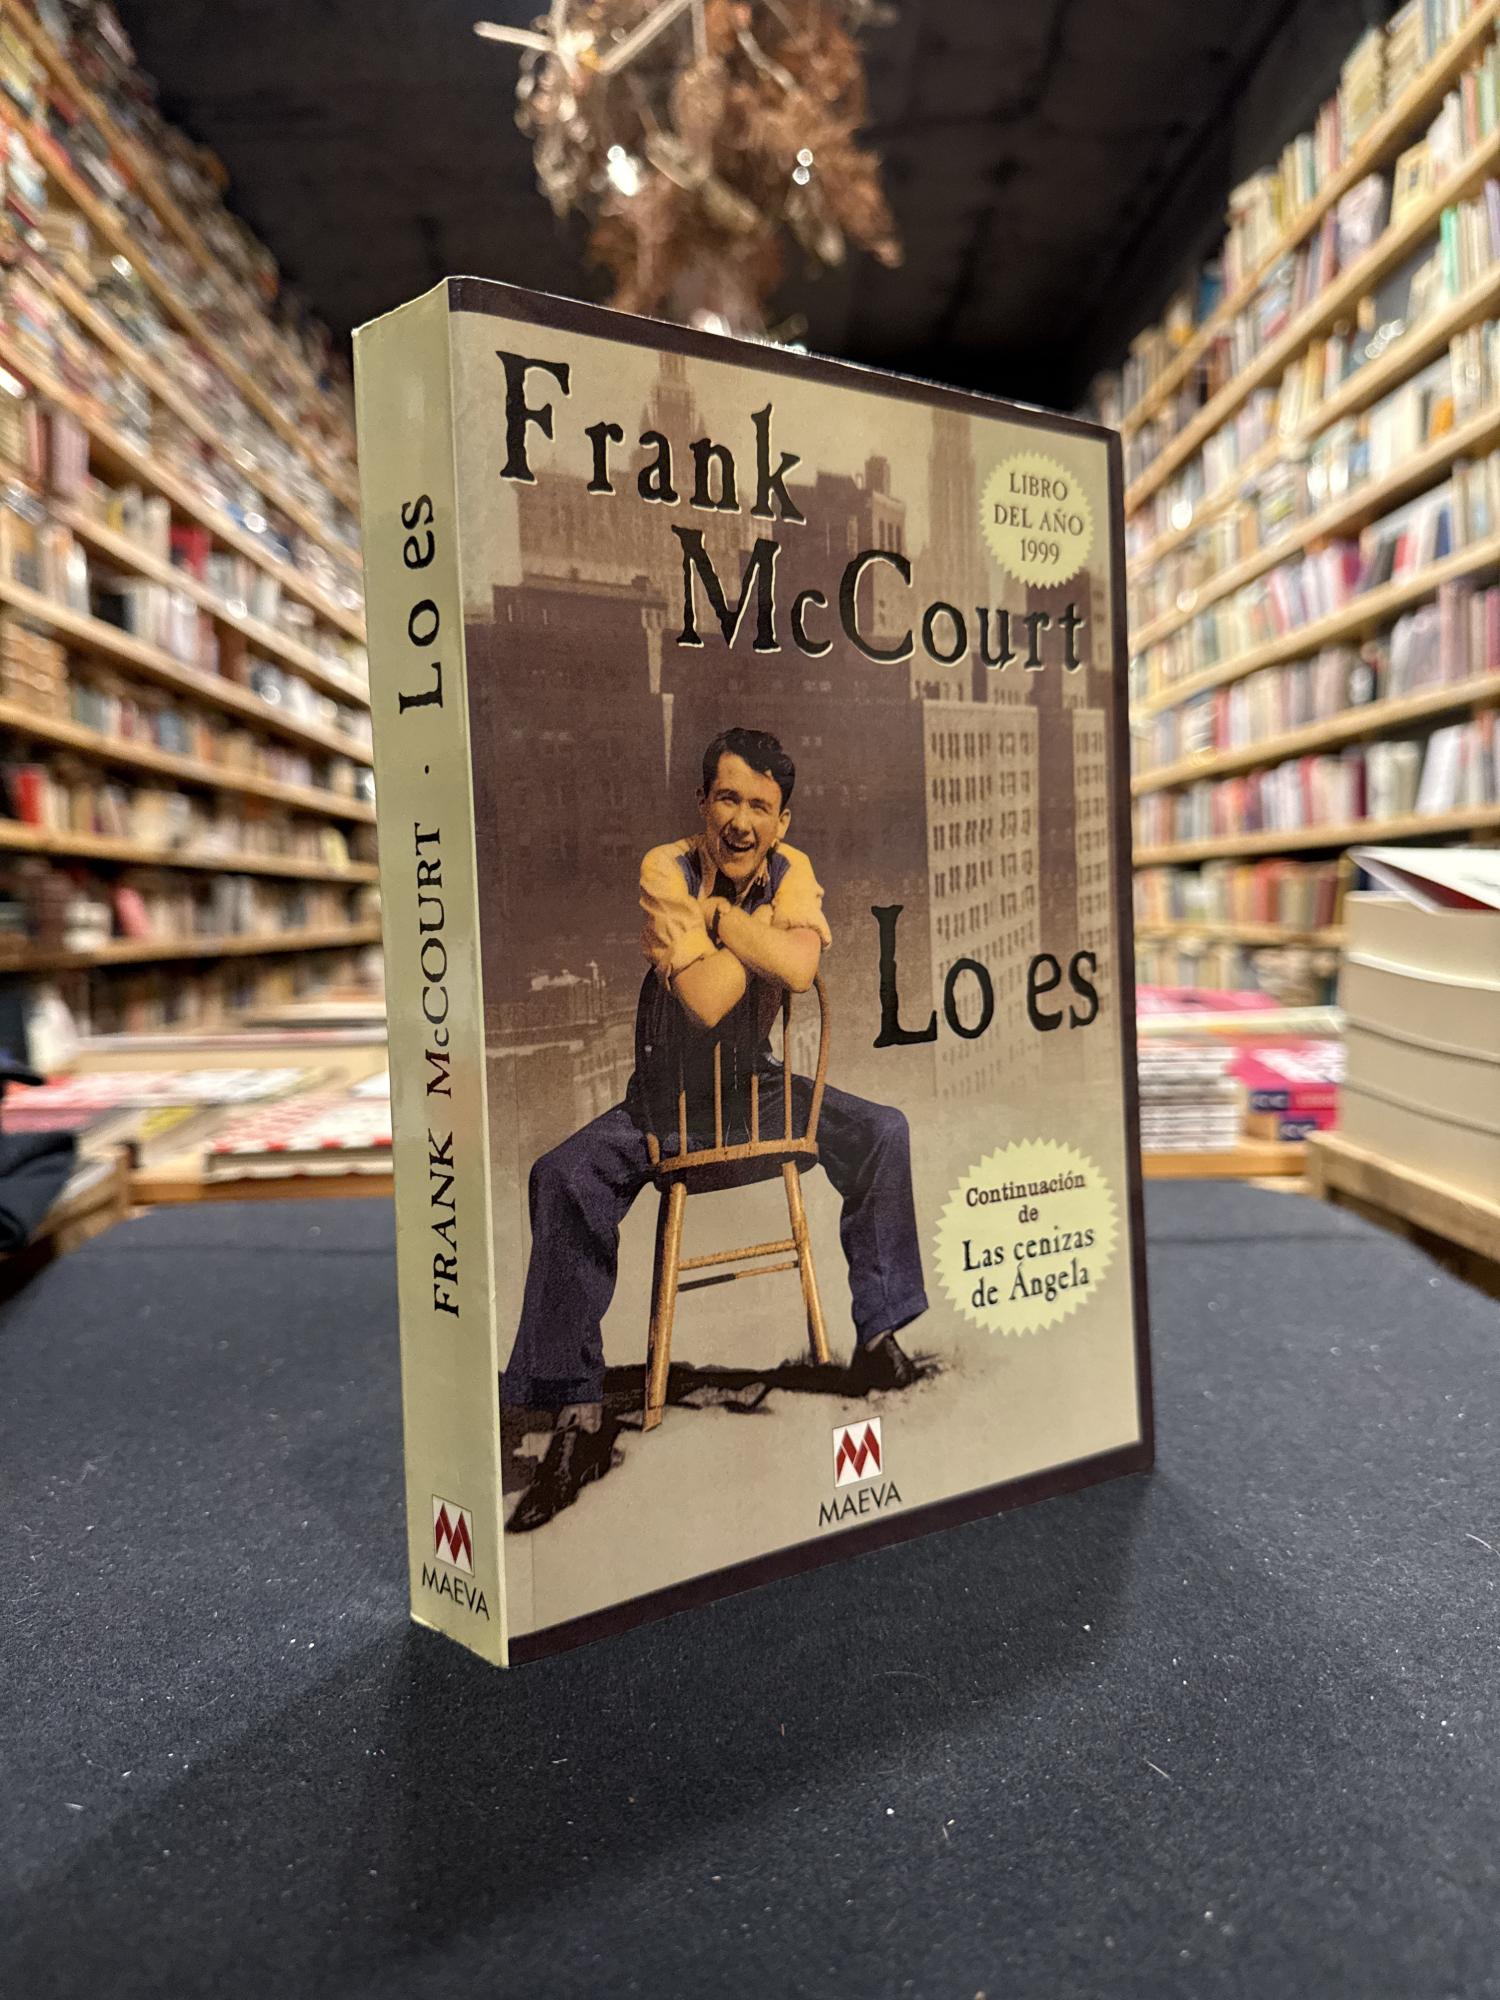 FRANK McCOURT · Lo es
MAEVA
Frank
McCourt
LIBRO
DEL AÑO
1999
Lo es
Continuación
de
Las cenizas
de Ángela
MAEVA